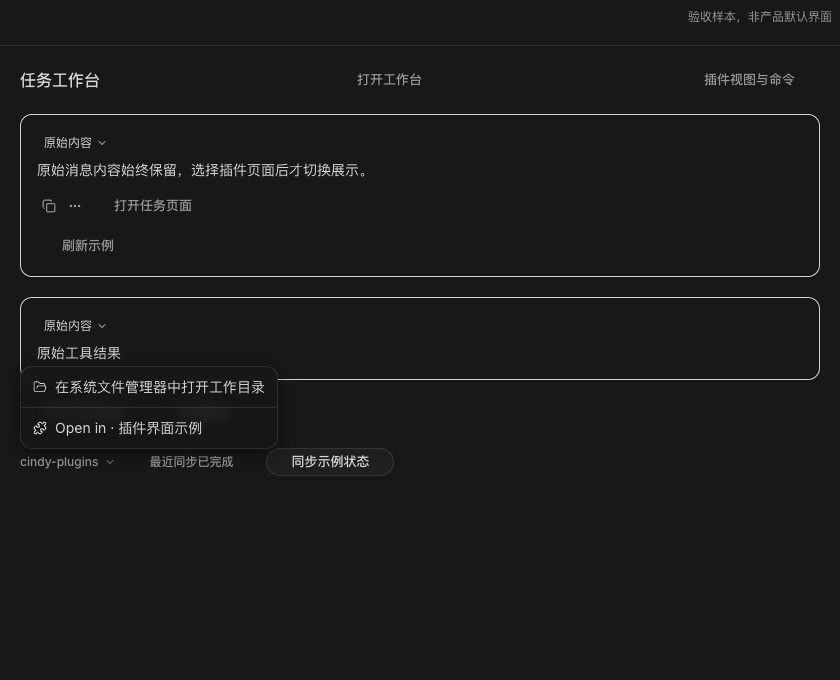 验收样本，非产品默认界面
任务工作台
打开工作台
插件视图与命令
原始内容
原始消息内容始终保留，选择插件页面后才切换展示。
打开任务页面
刷新示例
原始内容
原始工具结果
在系统文件管理器中打开工作目录
Open in · 插件界面示例
cindy-plugins
最近同步已完成
同步示例状态